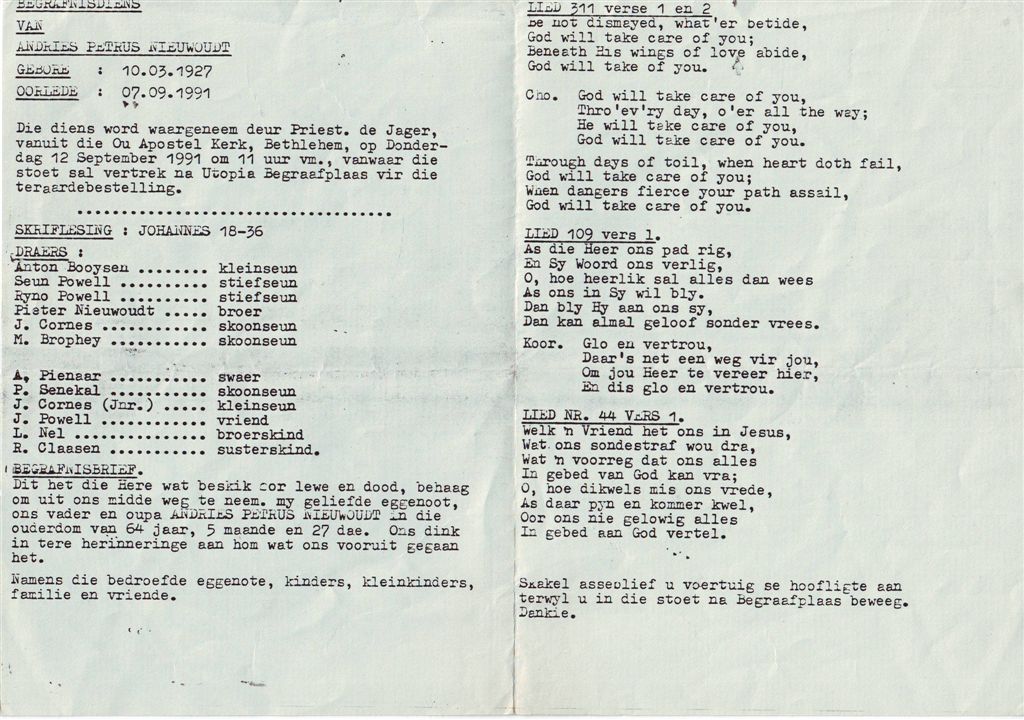 BEGRAFNISDIENS
VAN
ANDRIES PETRUS NIEUWOUDT
GEBORE : 10.03.1927
OORLEDE : 07.09.1991
Die diens word waargeneem deur Priest. de Jager,
vanuit die Ou Apostel Kerk, Bethlehem, op Donder-
dag 12 September 1991 om 11 uur vm., vanwaar die
stoet sal vertrek na Utopia Begraafplaas vir die
teraardebestelling.
......................................
SKRIFLESING : JOHANNES 18-36
DRAERS :
Anton Booysen ........ kleinseun
Seun Powell .......... stiefseun
Ryno Powell .......... stiefseun
Pieter Nieuwoudt ..... broer
J. Cornes ............ skoonseun
M. Brophey ........... skoonseun
A. Pienaar ........... swaer
P. Senekal ........... skoonseun
J. Cornes (Jnr.) ..... kleinseun
J. Powell ............ vriend
L. Nel ............... broerskind
R. Claasen ........... susterskind.
BEGRAFNISBRIEF.
Dit het die Here wat beskik oor lewe en dood, behaag
om uit ons midde weg te neem. my geliefde eggenoot,
ons vader en oupa ANDRIES PETRUS NIEUWOUDT in die
ouderdom van 64 jaar, 5 maande en 27 dae. Ons dink
in tere herinneringe aan hom wat ons vooruit gegaan
het.
Namens die bedroefde eggenote, kinders, kleinkinders,
familie en vriende.
LIED 311 verse 1 en 2
Be not dismayed, what'er betide,
God will take care of you;
Beneath His wings of love abide,
God will take of you.
Cho. God will take care of you,
Thro'ev'ry day, o'er all the way;
He will take care of you,
God will take care of you.
Through days of toil, when heart doth fail,
God will take care of you;
When dangers fierce your path assail,
God will take care of you.
LIED 109 vers 1.
As die Heer ons pad rig,
En Sy Woord ons verlig,
O, hoe heerlik sal alles dan wees
As ons in Sy wil bly.
Dan bly Hy aan ons sy,
Dan kan almal geloof sonder vrees.
Koor. Glo en vertrou,
Daar's net een weg vir jou,
Om jou Heer te vereer hier,
En dis glo en vertrou.
LIED NR. 44 VERS 1.
Welk 'n Vriend het ons in Jesus,
Wat ons sondestraf wou dra,
Wat 'n voorreg dat ons alles
In gebed van God kan vra;
O, hoe dikwels mis ons vrede,
As daar pyn en kommer kwel,
Oor ons nie gelowig alles
In gebed aan God vertel.
Skakel asseblief u voertuig se hoofligte aan
terwyl u in die stoet na Begraafplaas beweeg.
Dankie.